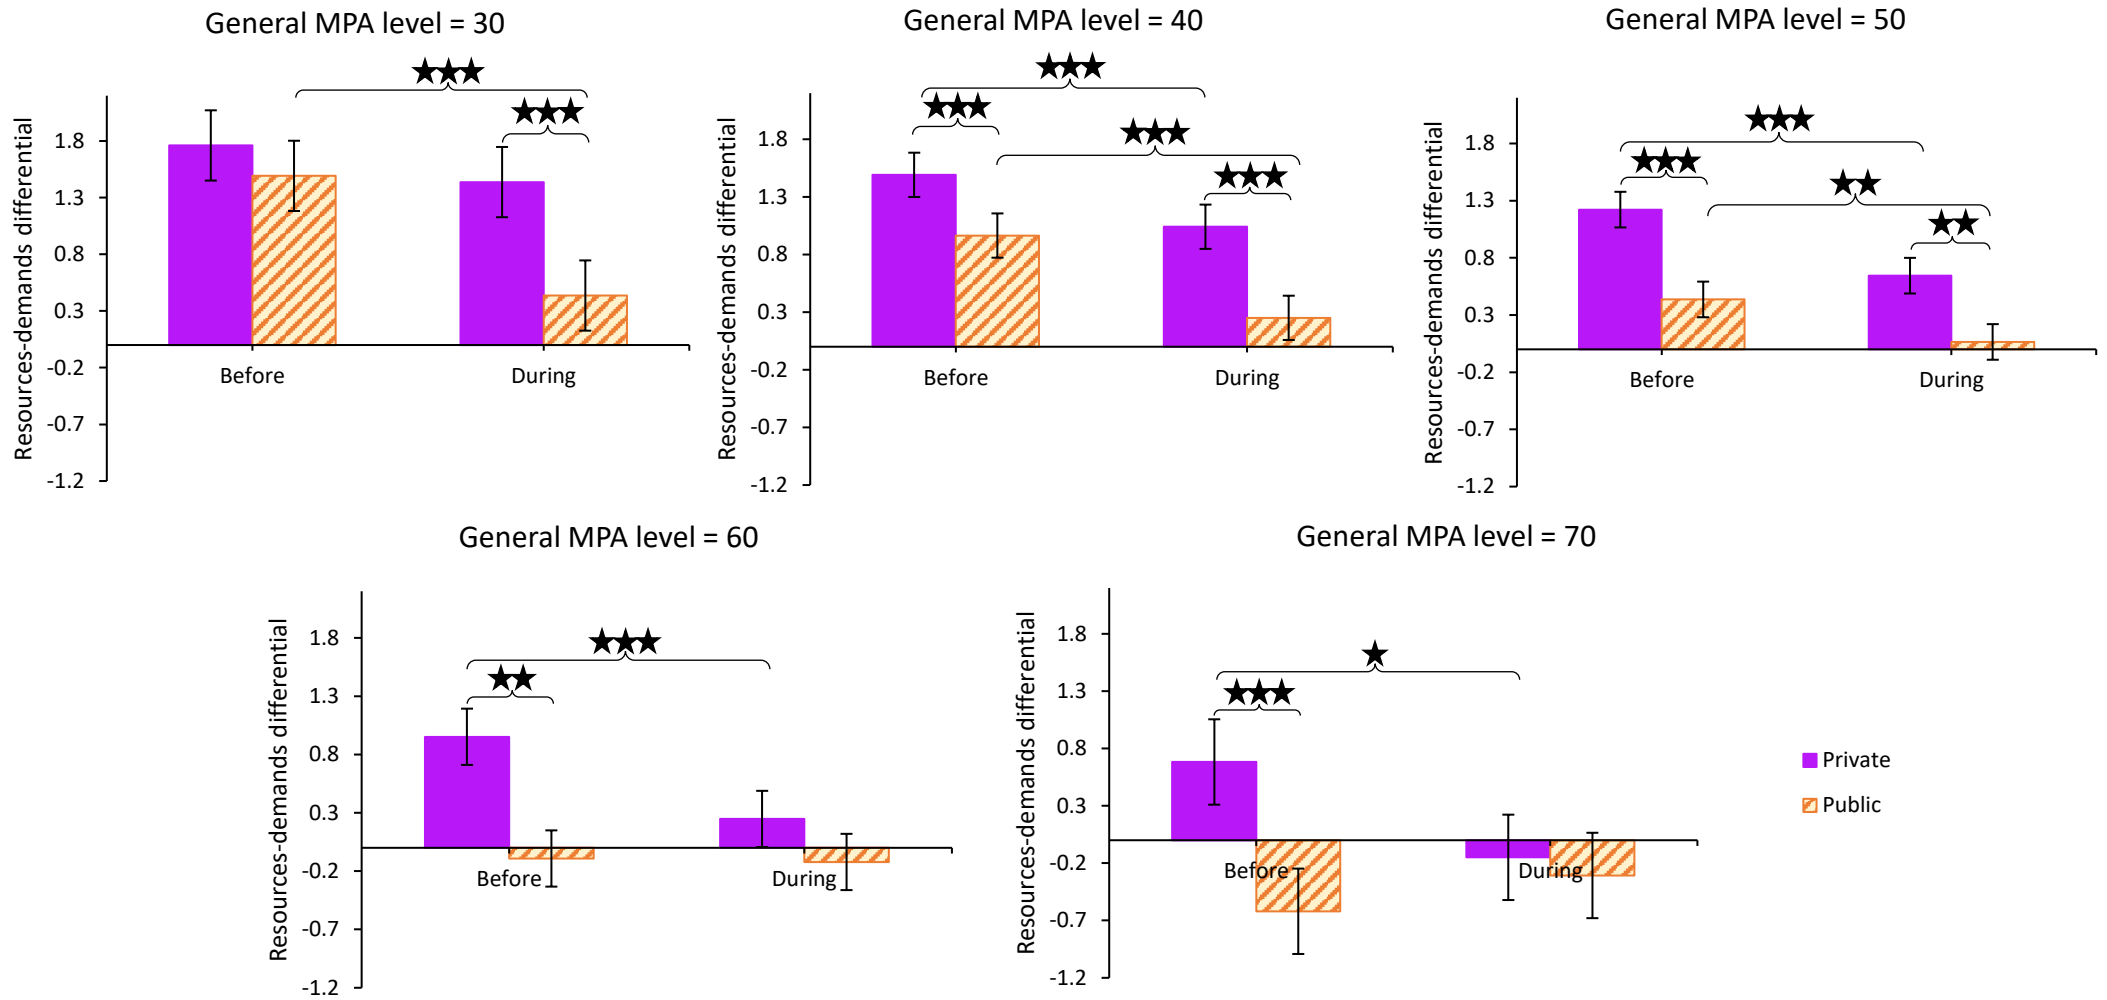 General MPA level = 30
★★★
★★★
Resources-demands differential
1.8
1.3
0.8
0.3
-0.2
-0.7
-1.2
Before
During
General MPA level = 40
★★★
★★★
★★★
★★★
Resources-demands differential
1.8
1.3
0.8
0.3
-0.2
-0.7
-1.2
Before
During
General MPA level = 50
★★★
★★★
★★
★★
Resources-demands differential
1.8
1.3
0.8
0.3
-0.2
-0.7
-1.2
Before
During
General MPA level = 60
★★★
★★
Resources-demands differential
1.8
1.3
0.8
0.3
-0.2
-0.7
-1.2
Before
During
General MPA level = 70
★
★★★
Resources-demands differential
1.8
1.3
0.8
0.3
-0.2
-0.7
-1.2
Before
During
Private
Public